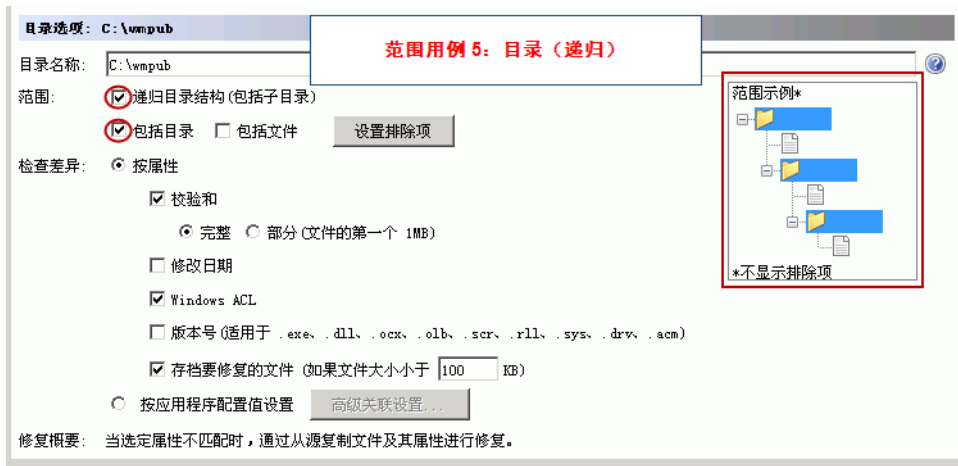 目录选项: C:\wmpub
范围用例 5：目录（递归）
目录名称: C:\wmpub
范围: 递归目录结构(包括子目录)
包括目录 包括文件 设置排除项
检查差异: 按属性
校验和
完整 部分(文件的第一个 1MB)
修改日期
Windows ACL
版本号(适用于 .exe、.dll、.ocx、.olb、.scr、.rll、.sys、.drv、.acm)
存档要修复的文件 (如果文件大小小于 100 KB)
按应用程序配置值设置 高级关联设置...
修复概要: 当选定属性不匹配时，通过从源复制文件及其属性进行修复。
范围示例*
*不显示排除项